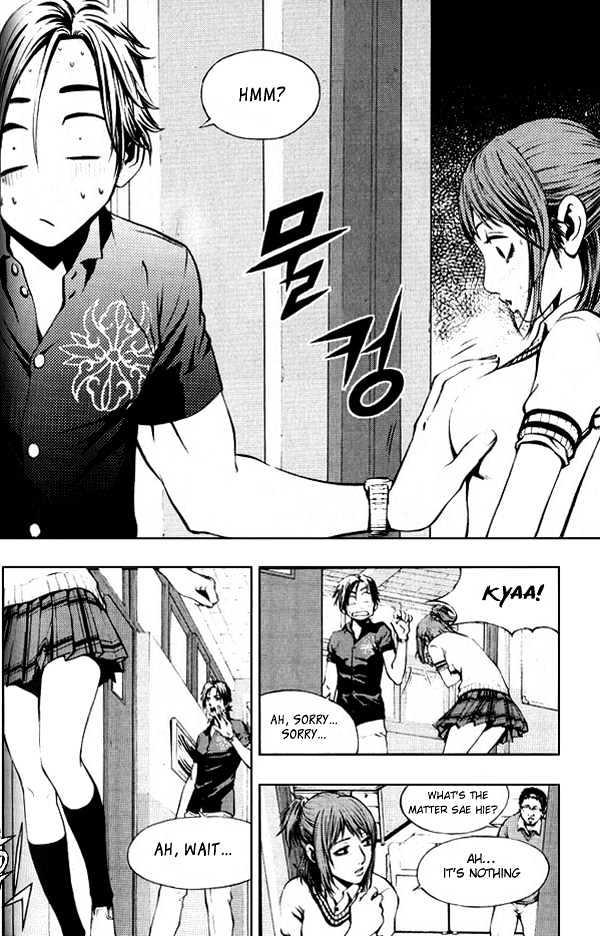 HMM?
물
컹
KYAA!
AH, SORRY...
SORRY...
AH, WAIT...
WHAT'S THE
MATTER SAE HIE?
AH...
IT'S NOTHING